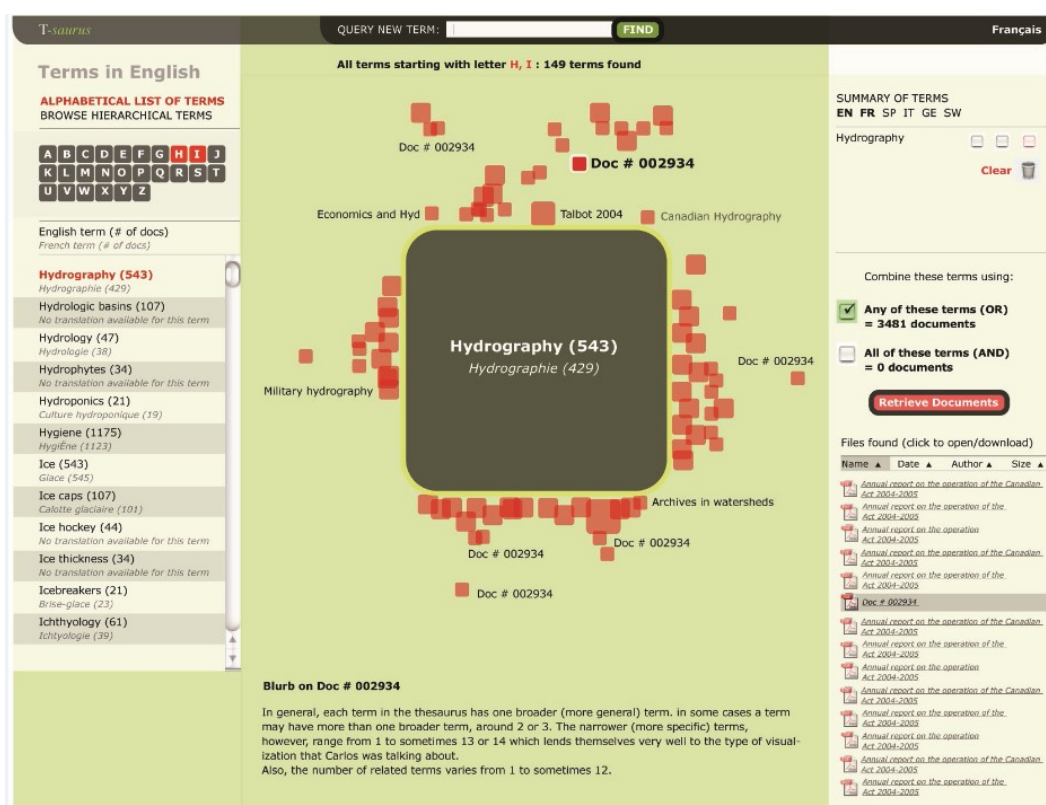 T-saurus
QUERY NEW TERM:
FIND
Français
Terms in English
ALPHABETICAL LIST OF TERMS
BROWSE HIERARCHICAL TERMS
A B C D E F G H I J
K L M N O P Q R S T
U V W X Y Z
English term (# of docs)
French term (# of docs)
Hydrography (543)
Hydrographie (429)
Hydrologic basins (107)
No translation available for this term
Hydrology (47)
Hydrologie (38)
Hydrophytes (34)
No translation available for this term
Hydroponics (21)
Culture hydroponique (19)
Hygiene (1175)
HygiËne (1123)
Ice (543)
Glace (545)
Ice caps (107)
Calotte glaciaire (101)
Ice hockey (44)
No translation available for this term
Ice thickness (34)
No translation available for this term
Icebreakers (21)
Brise-glace (23)
Ichthyology (61)
Ichtyologie (39)
All terms starting with letter H, I : 149 terms found
Doc # 002934
Doc # 002934
Economics and Hyd
Talbot 2004
Canadian Hydrography
Hydrography (543)
Hydrographie (429)
Doc # 002934
Military hydrography
Archives in watersheds
Doc # 002934
Doc # 002934
Doc # 002934
Blurb on Doc # 002934
In general, each term in the thesaurus has one broader (more general) term. in some cases a term
may have more than one broader term, around 2 or 3. The narrower (more specific) terms,
however, range from 1 to sometimes 13 or 14 which lends themselves very well to the type of visual-
ization that Carlos was talking about.
Also, the number of related terms varies from 1 to sometimes 12.
SUMMARY OF TERMS
EN FR SP IT GE SW
Hydrography
Clear
Combine these terms using:
Any of these terms (OR)
= 3481 documents
All of these terms (AND)
= 0 documents
Retrieve Documents
Files found (click to open/download)
Name ▲ Date ▲ Author ▲ Size ▲
Annual report on the operation of the Canadian
Act 2004-2005
Annual report on the operation of the
Act 2004-2005
Annual report on the operation
Act 2004-2005
Annual report on the operation of the Canadian
Act 2004-2005
Annual report on the operation of the
Act 2004-2005
Doc # 002934
Annual report on the operation of the Canadian
Act 2004-2005
Annual report on the operation of the
Act 2004-2005
Annual report on the operation
Act 2004-2005
Annual report on the operation of the Canadian
Act 2004-2005
Annual report on the operation of the
Act 2004-2005
Annual report on the operation
Act 2004-2005
Annual report on the operation of the Canadian
Act 2004-2005
Annual report on the operation of the
Act 2004-2005